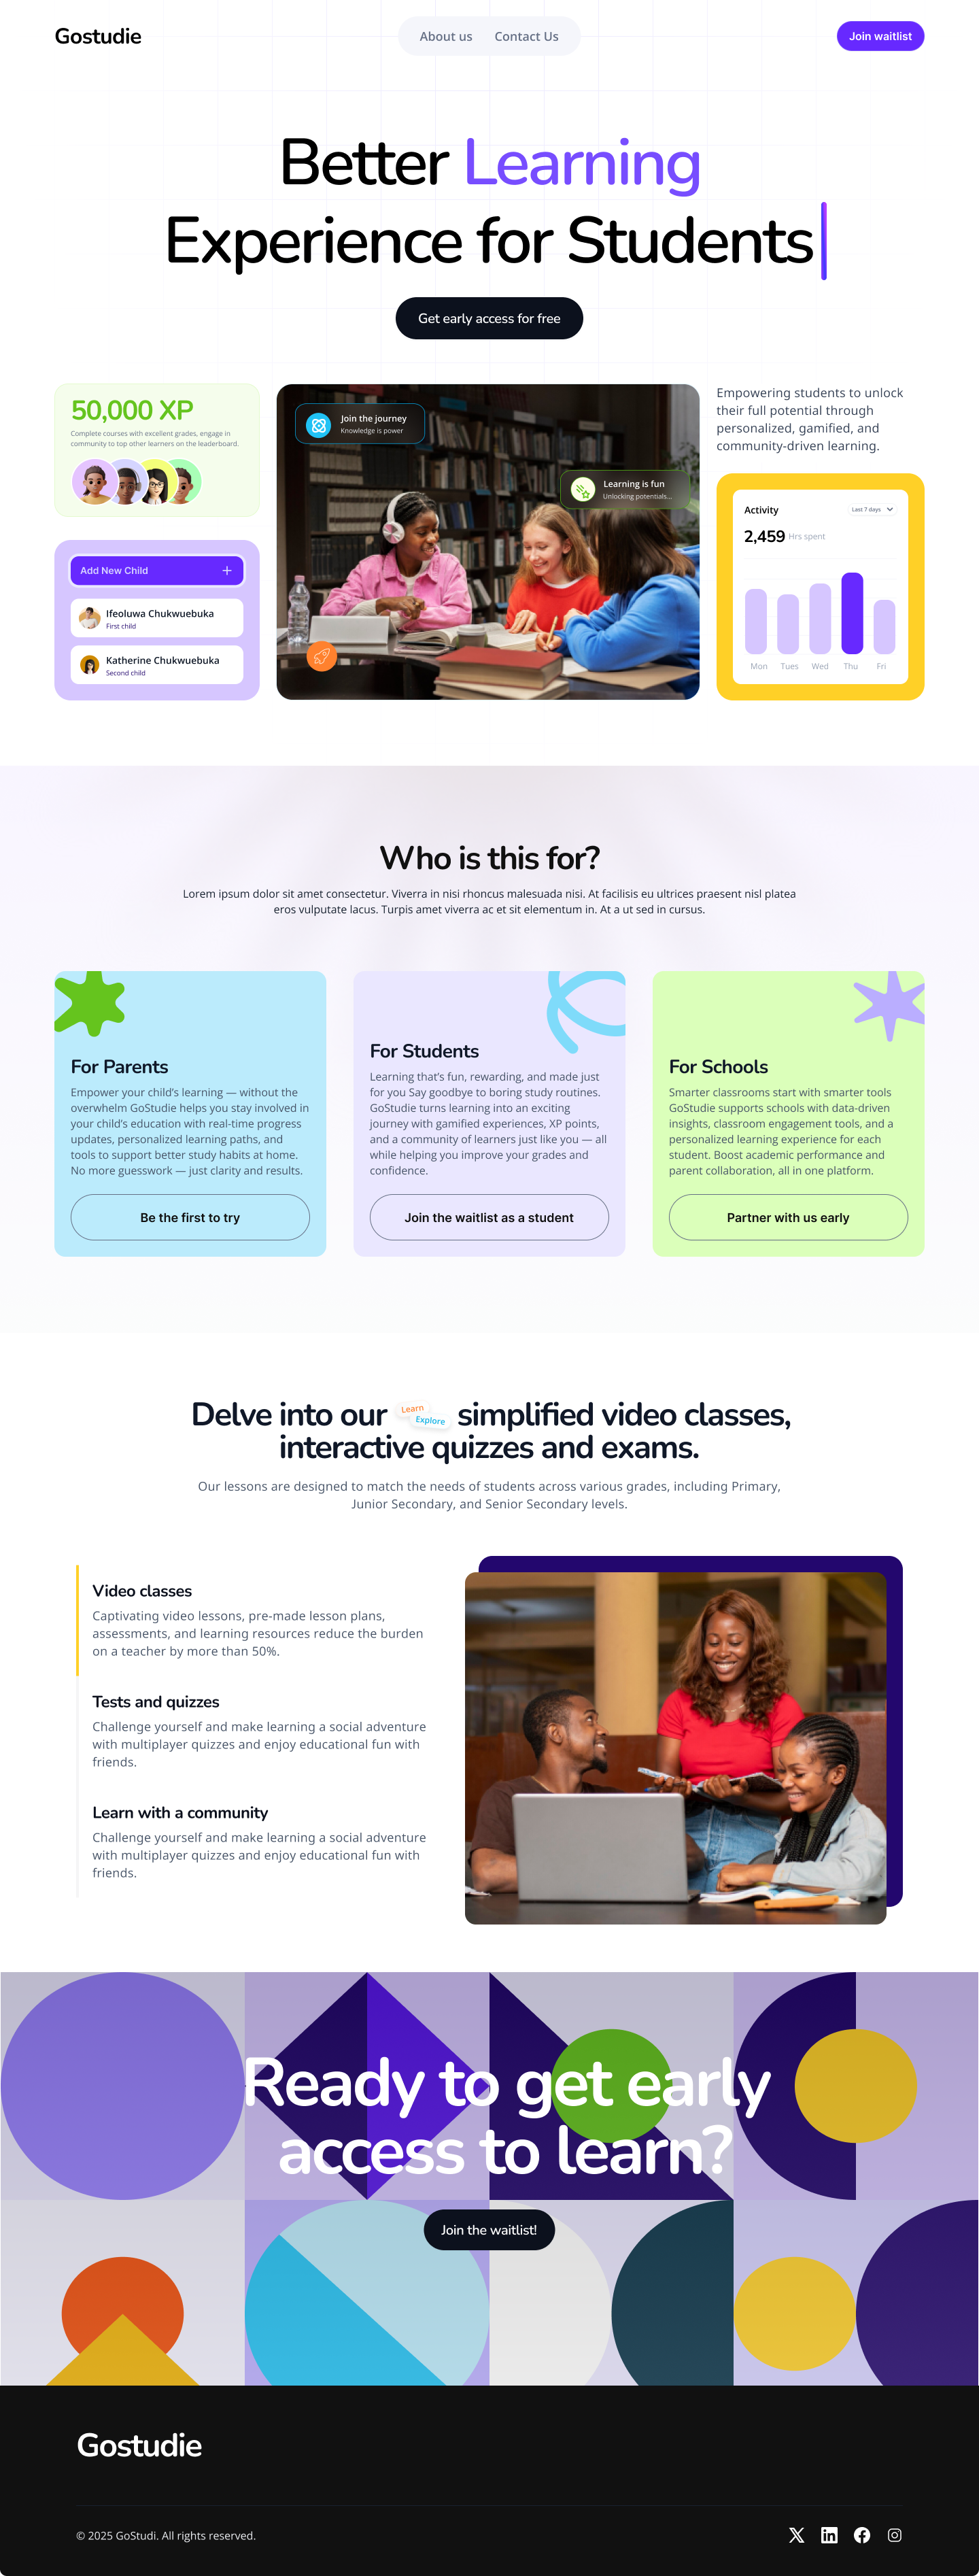 Gostudie
About us
Contact Us
Join waitlist
Better Learning
Experience for Students
Get early access for free
50,000 XP
Complete courses with excellent grades, engage in
community to top other learners on the leaderboard.
Add New Child
Ifeoluwa Chukwuebuka
First child
Katherine Chukwuebuka
Second child
Join the journey
Knowledge is power
Learning is fun
Unlocking potentials...
Empowering students to unlock
their full potential through
personalized, gamified, and
community-driven learning.
Activity
Last 7 days
2,459 Hrs spent
Mon Tues Wed Thu Fri
Who is this for?
Lorem ipsum dolor sit amet consectetur. Viverra in nisi rhoncus malesuada nisi. At facilisis eu ultrices praesent nisl platea
eros vulputate lacus. Turpis amet viverra ac et sit elementum in. At a ut sed in cursus.
For Parents
Empower your child's learning — without the
overwhelm GoStudie helps you stay involved in
your child's education with real-time progress
updates, personalized learning paths, and
tools to support better study habits at home.
No more guesswork — just clarity and results.
Be the first to try
For Students
Learning that's fun, rewarding, and made just
for you Say goodbye to boring study routines.
GoStudie turns learning into an exciting
journey with gamified experiences, XP points,
and a community of learners just like you — all
while helping you improve your grades and
confidence.
Join the waitlist as a student
For Schools
Smarter classrooms start with smarter tools
GoStudie supports schools with data-driven
insights, classroom engagement tools, and a
personalized learning experience for each
student. Boost academic performance and
parent collaboration, all in one platform.
Partner with us early
Delve into our Learn Explore simplified video classes,
interactive quizzes and exams.
Our lessons are designed to match the needs of students across various grades, including Primary,
Junior Secondary, and Senior Secondary levels.
Video classes
Captivating video lessons, pre-made lesson plans,
assessments, and learning resources reduce the burden
on a teacher by more than 50%.
Tests and quizzes
Challenge yourself and make learning a social adventure
with multiplayer quizzes and enjoy educational fun with
friends.
Learn with a community
Challenge yourself and make learning a social adventure
with multiplayer quizzes and enjoy educational fun with
friends.
Ready to get early
access to learn?
Join the waitlist!
Gostudie
© 2025 GoStudi. All rights reserved.